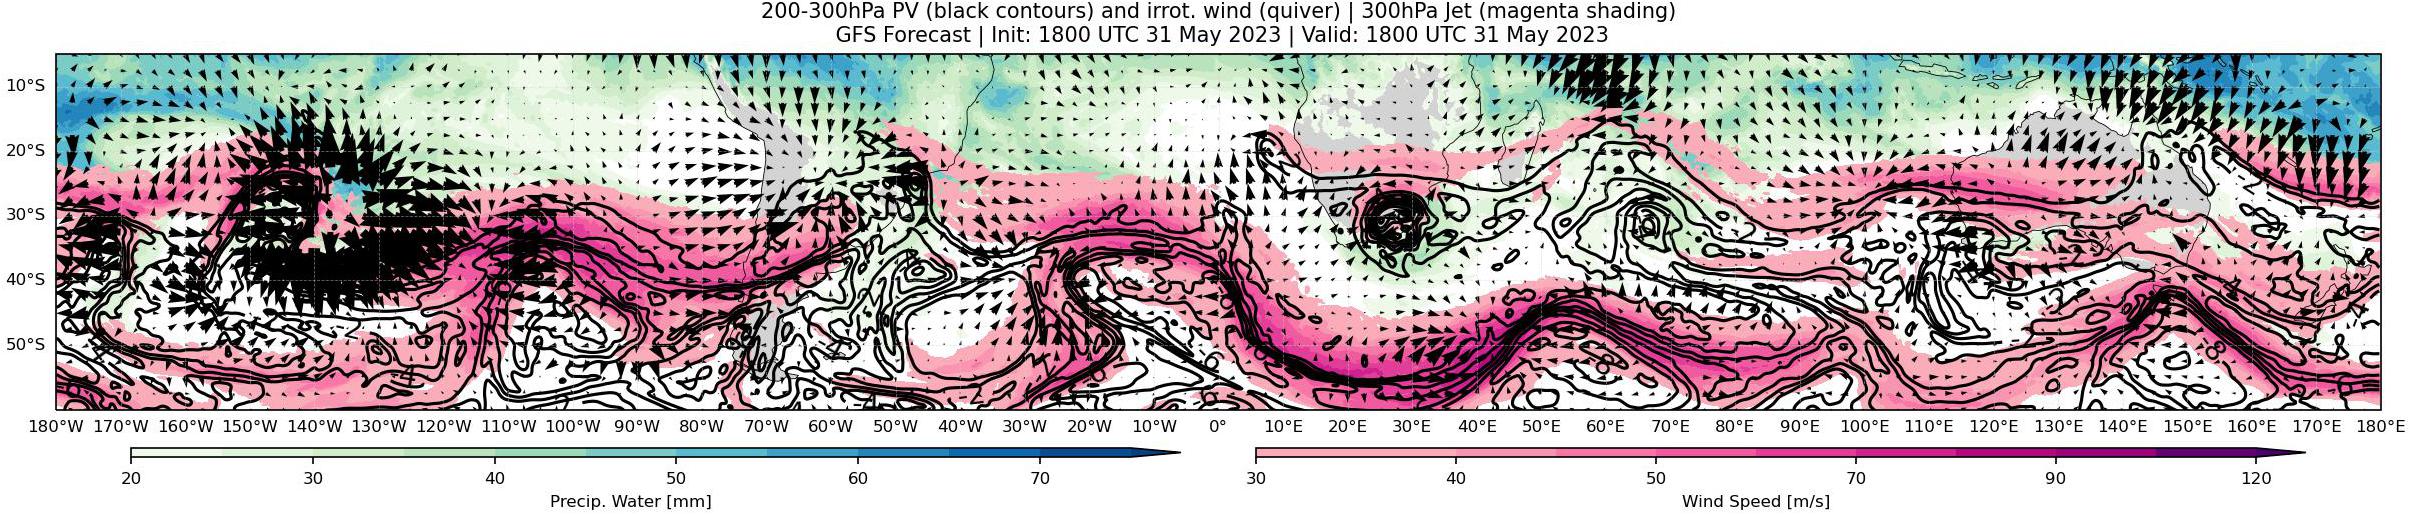 200-300hPa PV (black contours) and irrot. wind (quiver) | 300hPa Jet (magenta shading)
GFS Forecast | Init: 1800 UTC 31 May 2023 | Valid: 1800 UTC 31 May 2023
10°S
20°S
30°S
40°S
50°S
180°W 170°W 160°W 150°W 140°W 130°W 120°W 110°W 100°W 90°W 80°W 70°W 60°W 50°W 40°W 30°W 20°W 10°W 0° 10°E 20°E 30°E 40°E 50°E 60°E 70°E 80°E 90°E 100°E 110°E 120°E 130°E 140°E 150°E 160°E 170°E 180°E
20 30 40 50 60 70
Precip. Water [mm]
30 40 50 70 90 120
Wind Speed [m/s]